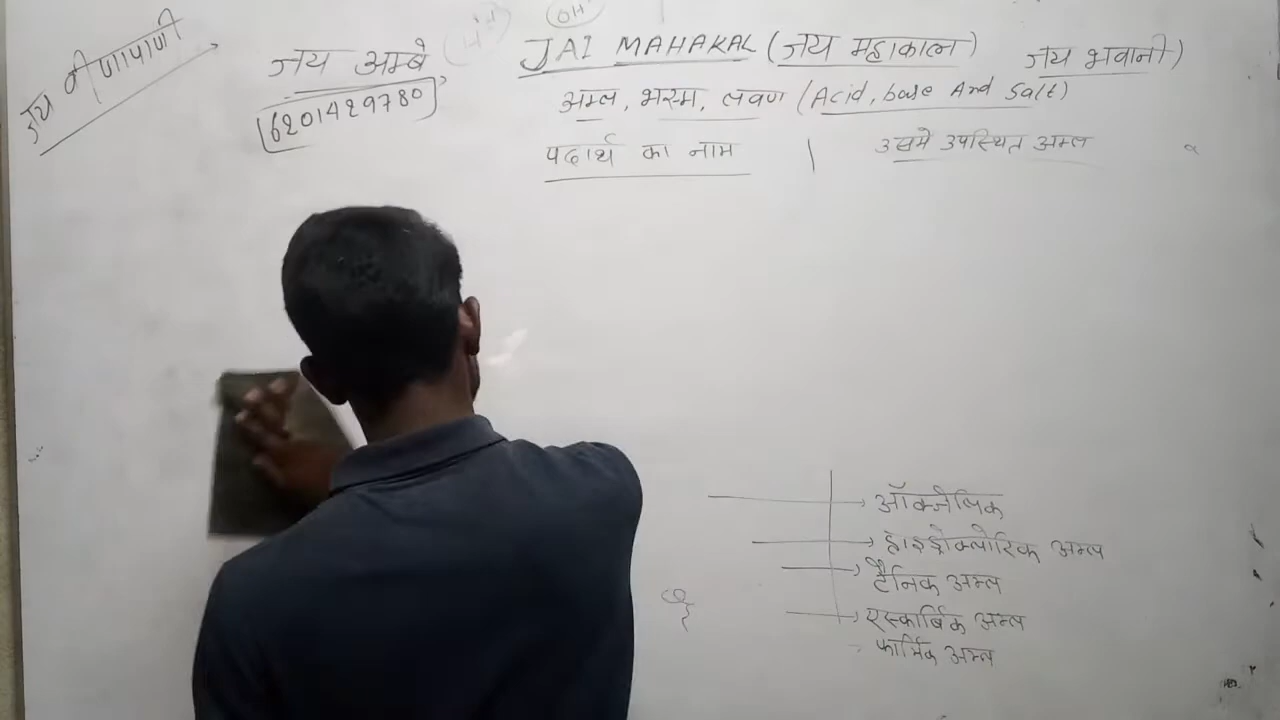 जय वीणापाणी
जय अम्बे
6201429780
H+
OH-
JAI MAHAKAL (जय महाकाल) जय भवानी)
अम्ल, भस्म, लवण (Acid, base And Salt)
पदार्थ का नाम | उसमे उपस्थित अम्ल
ऑक्जेलिक
हाइड्रोक्लोरिक अम्ल
टैनिक अम्ल
एस्कार्बिक अम्ल
फार्मिक अम्ल